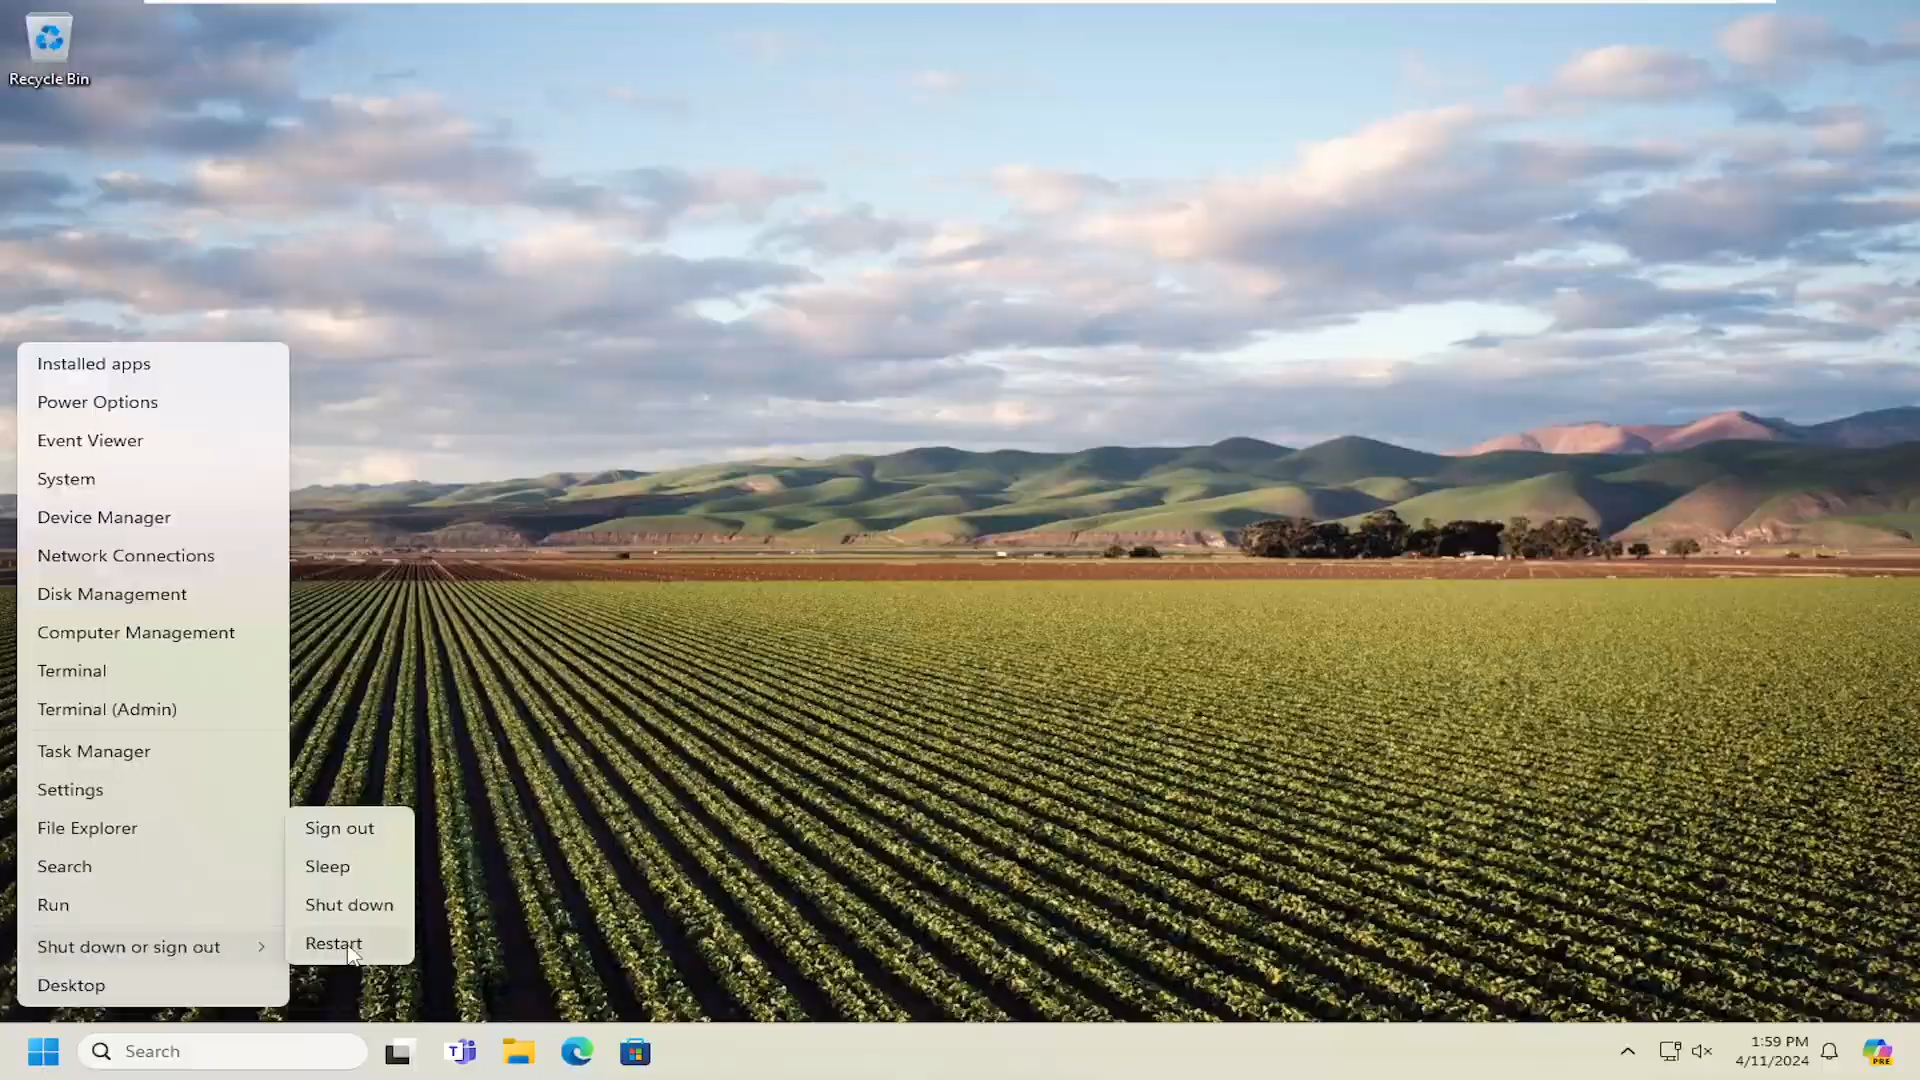 Recycle Bin
Installed apps
Power Options
Event Viewer
System
Device Manager
Network Connections
Disk Management
Computer Management
Terminal
Terminal (Admin)
Task Manager
Settings
File Explorer
Search
Run
Shut down or sign out
Desktop
Sign out
Sleep
Shut down
Restart
Search
T
1:59 PM
4/11/2024
PRE